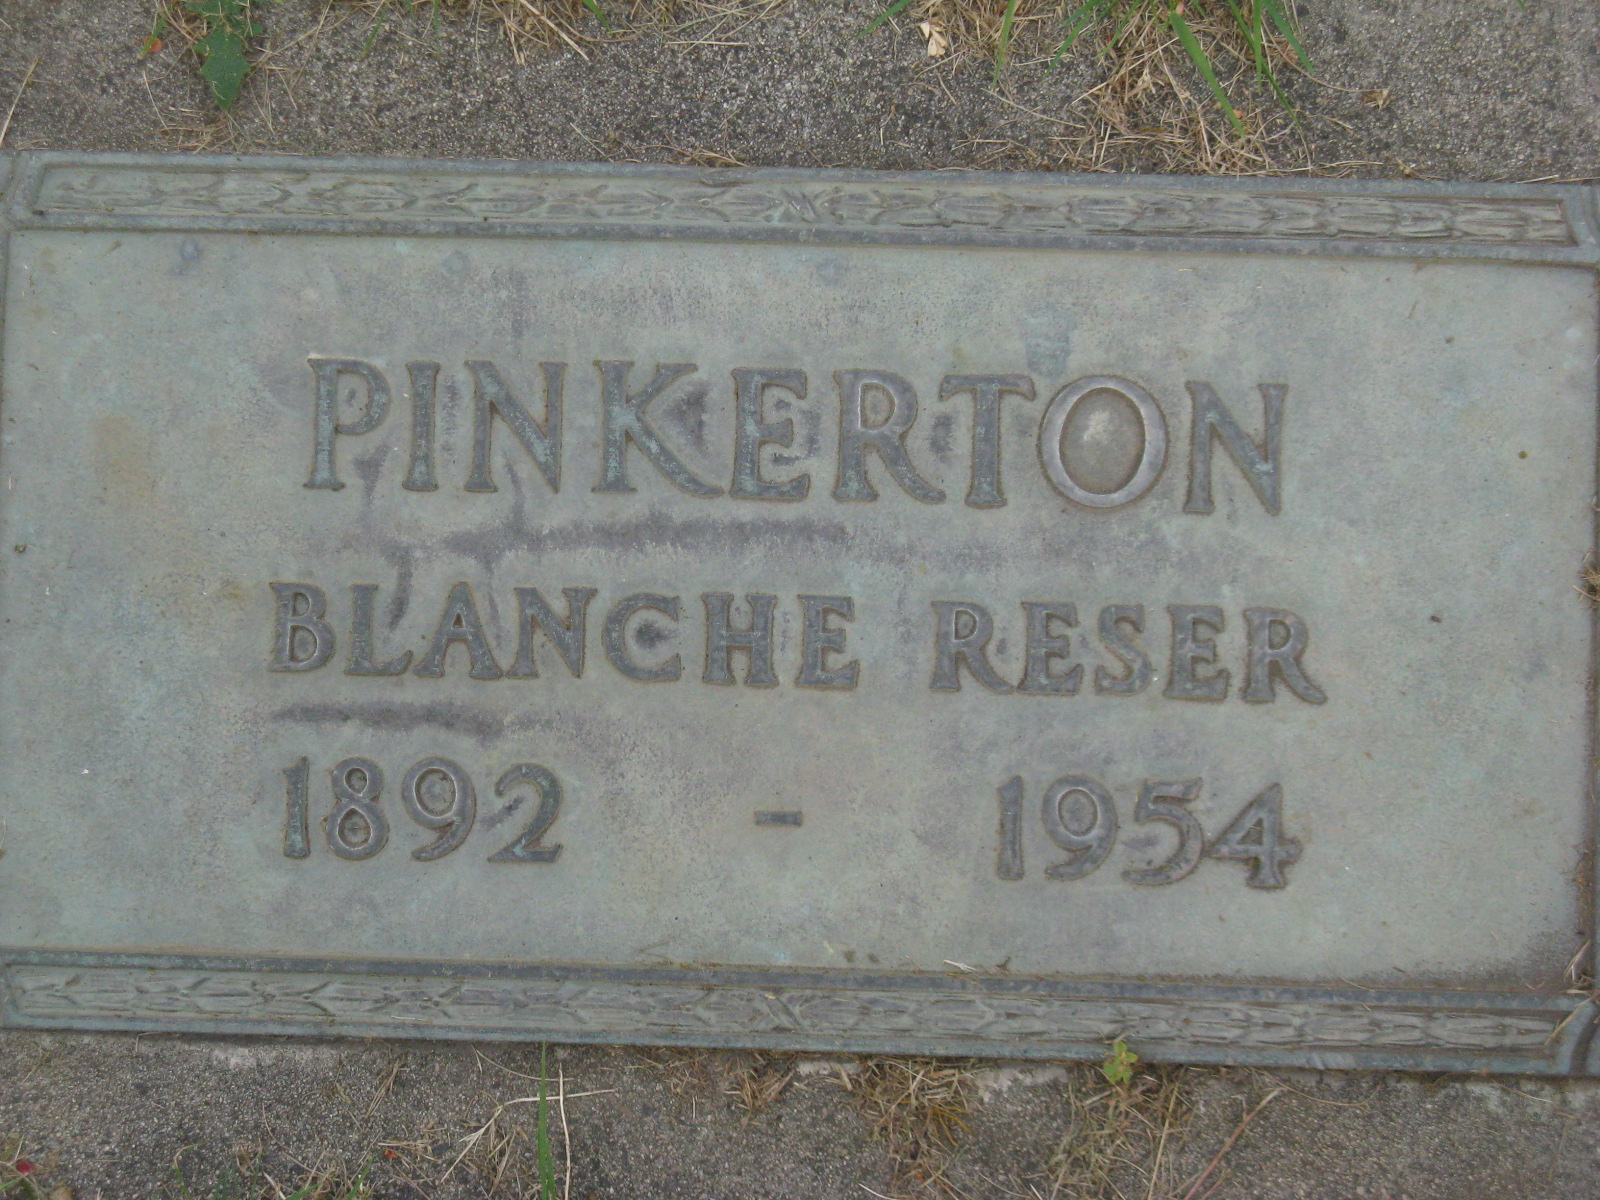 PINKERTON
BLANCHE RESER
1892 - 1954